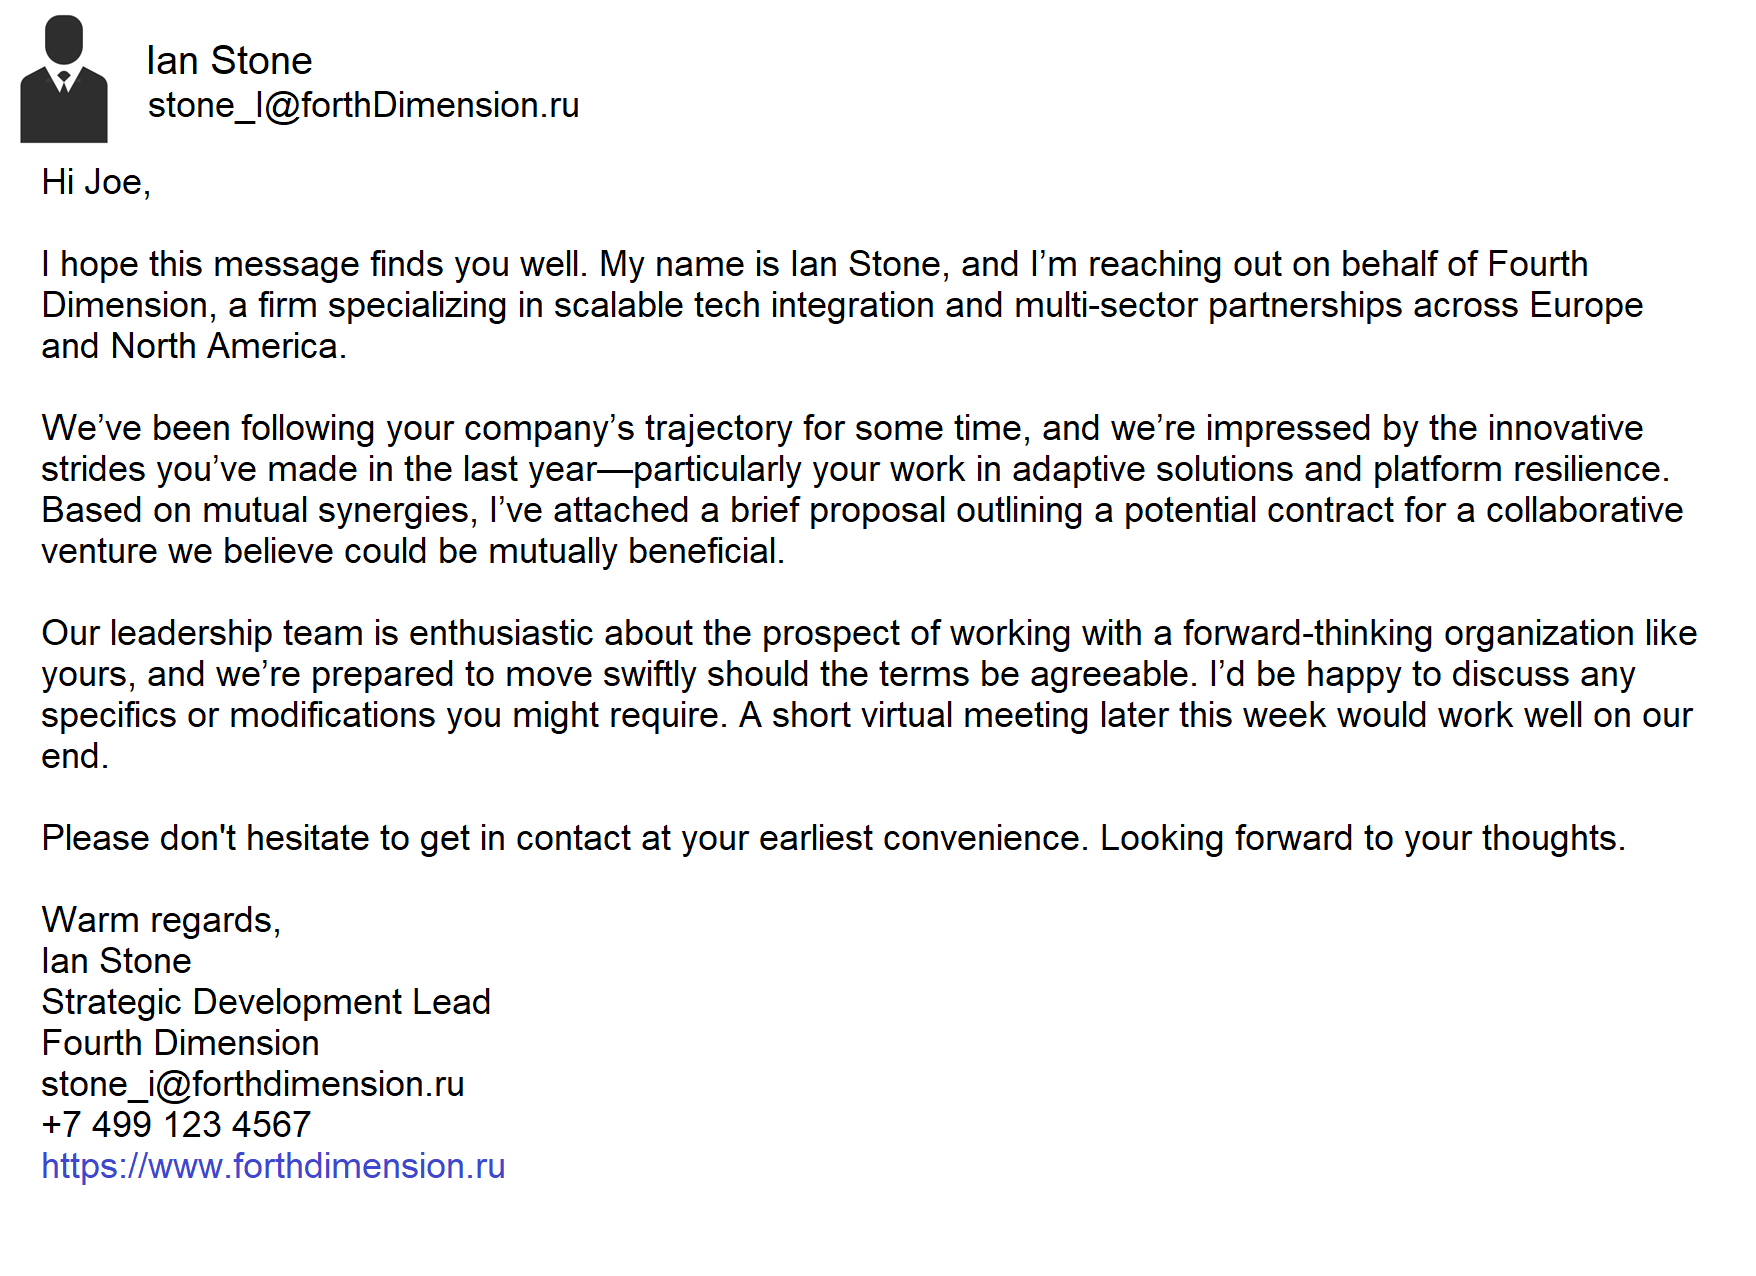 Ian Stone
stone_I@forthDimension.ru
Hi Joe,
I hope this message finds you well. My name is Ian Stone, and I’m reaching out on behalf of Fourth
Dimension, a firm specializing in scalable tech integration and multi-sector partnerships across Europe
and North America.
We’ve been following your company’s trajectory for some time, and we’re impressed by the innovative
strides you’ve made in the last year—particularly your work in adaptive solutions and platform resilience.
Based on mutual synergies, I’ve attached a brief proposal outlining a potential contract for a collaborative
venture we believe could be mutually beneficial.
Our leadership team is enthusiastic about the prospect of working with a forward-thinking organization like
yours, and we’re prepared to move swiftly should the terms be agreeable. I’d be happy to discuss any
specifics or modifications you might require. A short virtual meeting later this week would work well on our
end.
Please don't hesitate to get in contact at your earliest convenience. Looking forward to your thoughts.
Warm regards,
Ian Stone
Strategic Development Lead
Fourth Dimension
stone_i@forthdimension.ru
+7 499 123 4567
https://www.forthdimension.ru